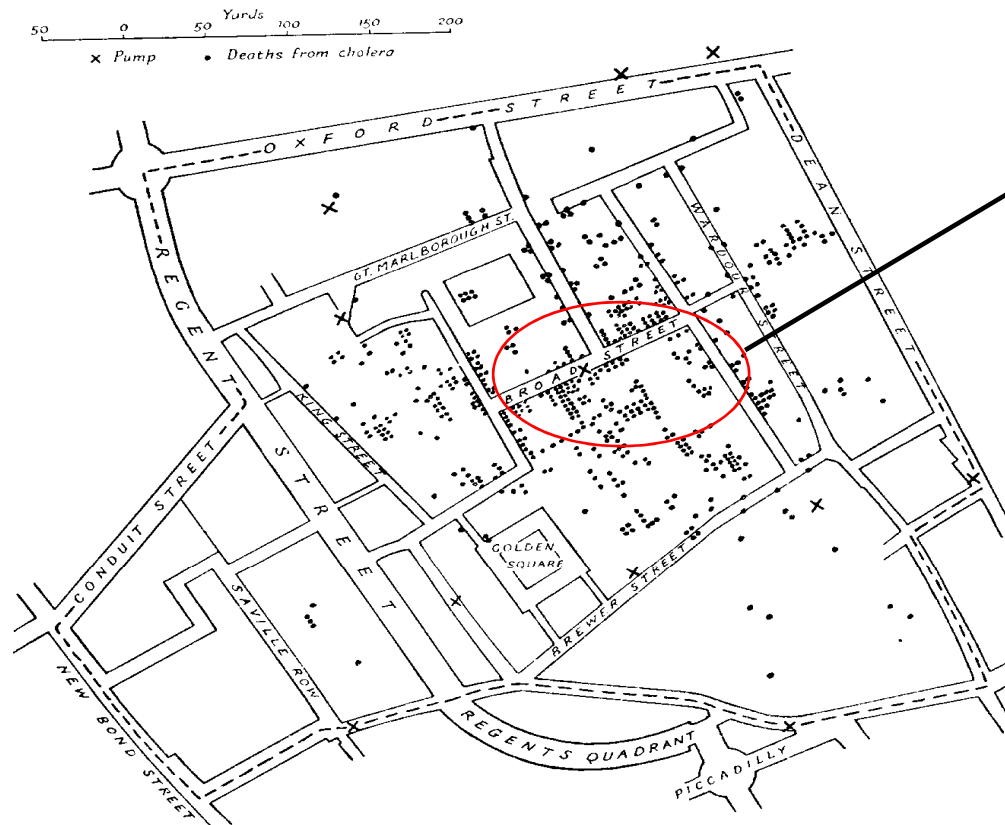 Yards
50 0 50 100 150 200
× Pump • Deaths from cholera
OXFORD STREET
DEAN STREET
REGENT STREET
WARDOUR STREET
GT. MARLBOROUGH ST.
BROAD STREET
KING STREET
CONDUIT STREET
GOLDEN
SQUARE
SAVILLE ROW
BREWER STREET
NEW BOND STREET
REGENTS QUADRANT
PICCADILLY